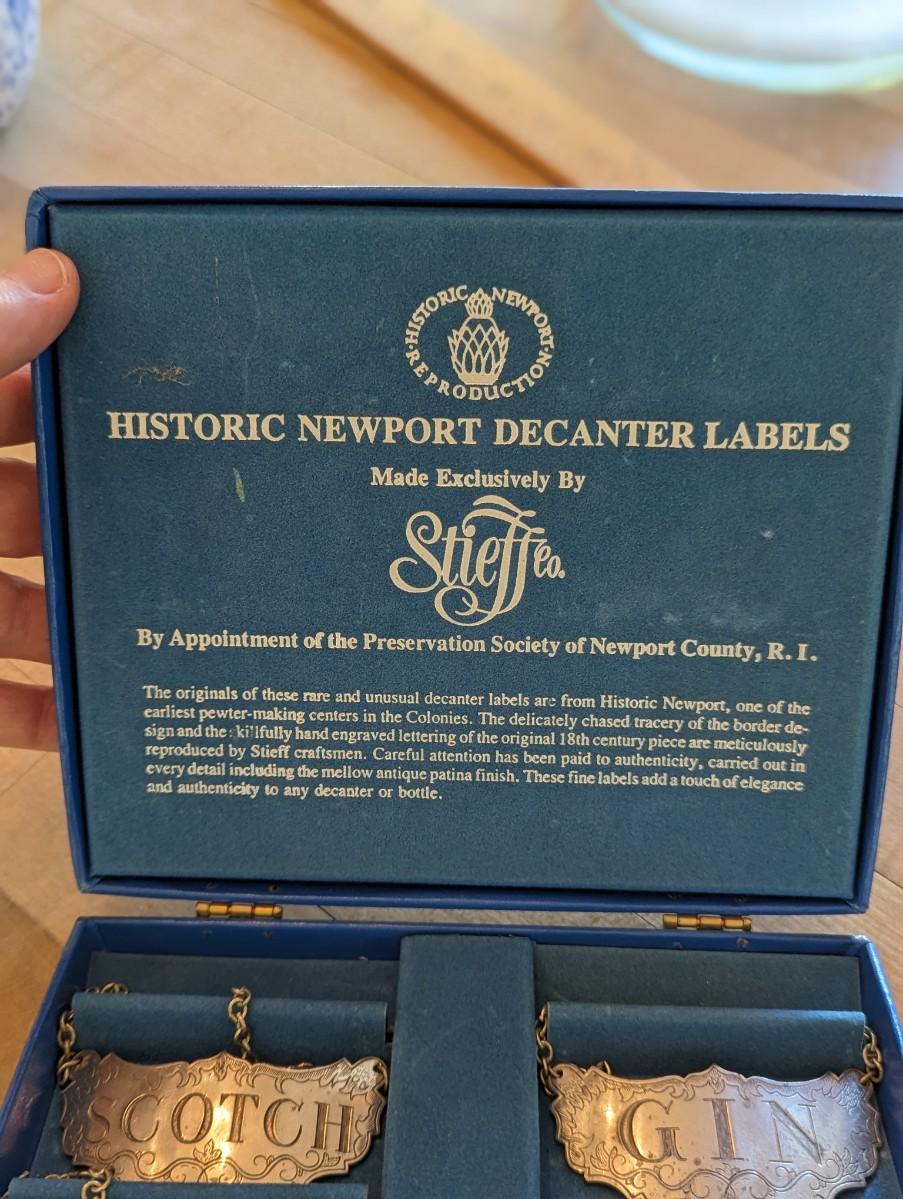 HISTORIC NEWPORT
REPRODUCTION
HISTORIC NEWPORT DECANTER LABELS
Made Exclusively By
Stieff Co.
By Appointment of the Preservation Society of Newport County, R. I.
The originals of these rare and unusual decanter labels are from Historic Newport, one of the
earliest pewter-making centers in the Colonies. The delicately chased tracery of the border de-
sign and the skillfully hand engraved lettering of the original 18th century piece are meticulously
reproduced by Stieff craftsmen. Careful attention has been paid to authenticity, carried out in
every detail including the mellow antique patina finish. These fine labels add a touch of elegance
and authenticity to any decanter or bottle.
SCOTCH
GIN